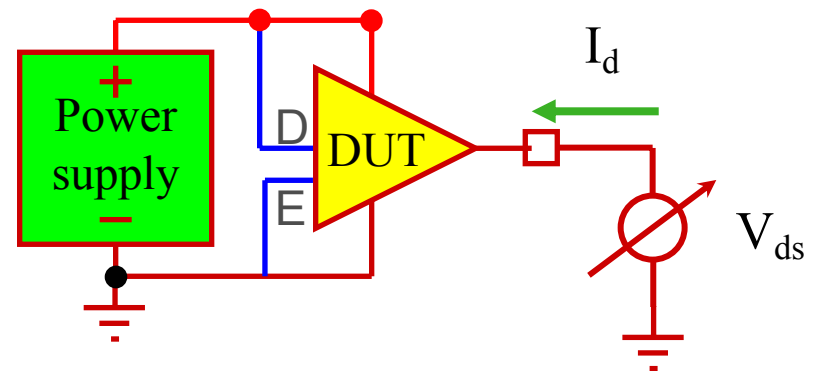 +
Power
supply
−
D
E
DUT
I_d
V_ds